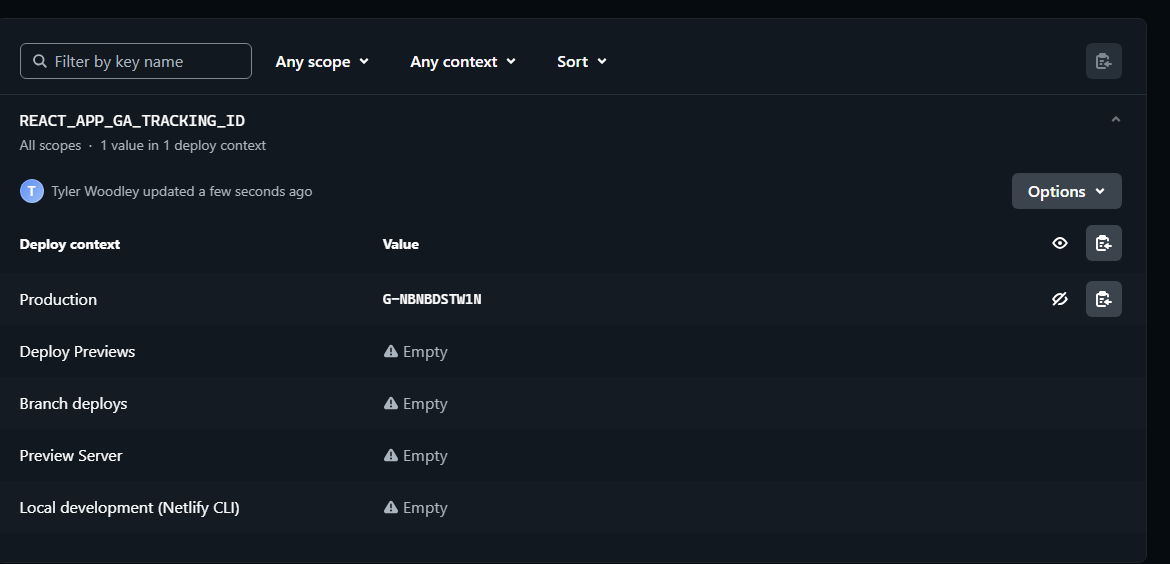 Filter by key name Any scope Any context Sort
REACT_APP_GA_TRACKING_ID
All scopes · 1 value in 1 deploy context
T Tyler Woodley updated a few seconds ago Options
Deploy context Value
Production G-NBNBDSTW1N
Deploy Previews Empty
Branch deploys Empty
Preview Server Empty
Local development (Netlify CLI) Empty